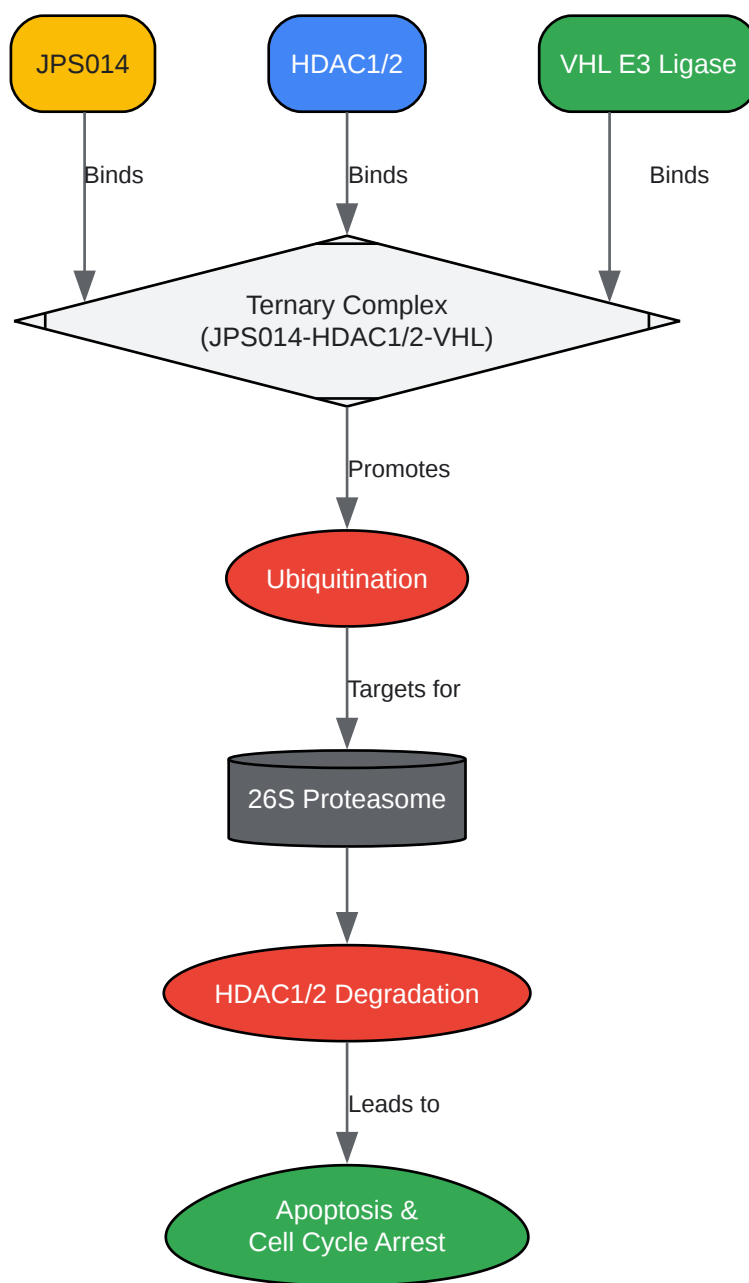 JPS014
HDAC1/2
VHL E3 Ligase
Binds
Binds
Binds
Ternary Complex
(JPS014-HDAC1/2-VHL)
Promotes
Ubiquitination
Targets for
26S Proteasome
HDAC1/2 Degradation
Leads to
Apoptosis &
Cell Cycle Arrest